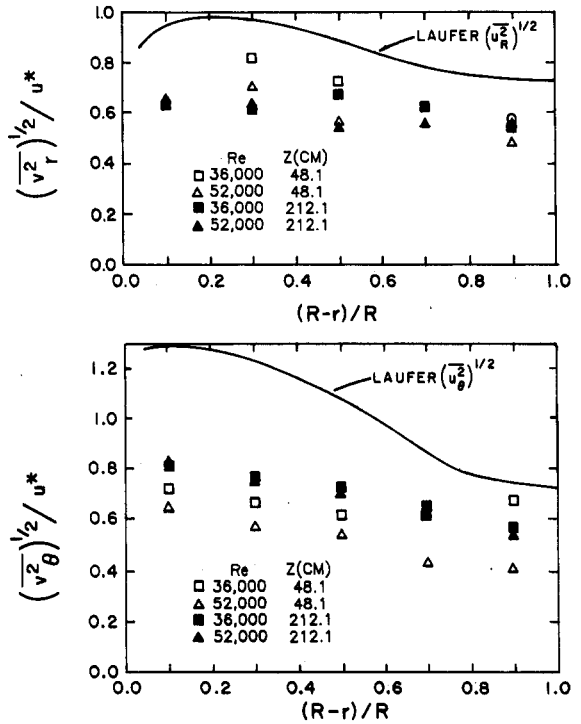 1.0
0.8
0.6
0.4
0.2
0.0
(v²r)^1/2 / u*
LAUFER (u²R)^1/2
Re Z(CM)
□ 36,000 48.1
△ 52,000 48.1
■ 36,000 212.1
▲ 52,000 212.1
0.0 0.2 0.4 0.6 0.8 1.0
(R-r)/R
1.2
1.0
0.8
0.6
0.4
1.2
0.0
(v²θ)^1/2 / u*
LAUFER (u²θ)^1/2
Re Z(CM)
□ 36,000 48.1
△ 52,000 48.1
■ 36,000 212.1
▲ 52,000 212.1
0.0 0.2 0.4 0.6 0.8 1.0
(R-r)/R